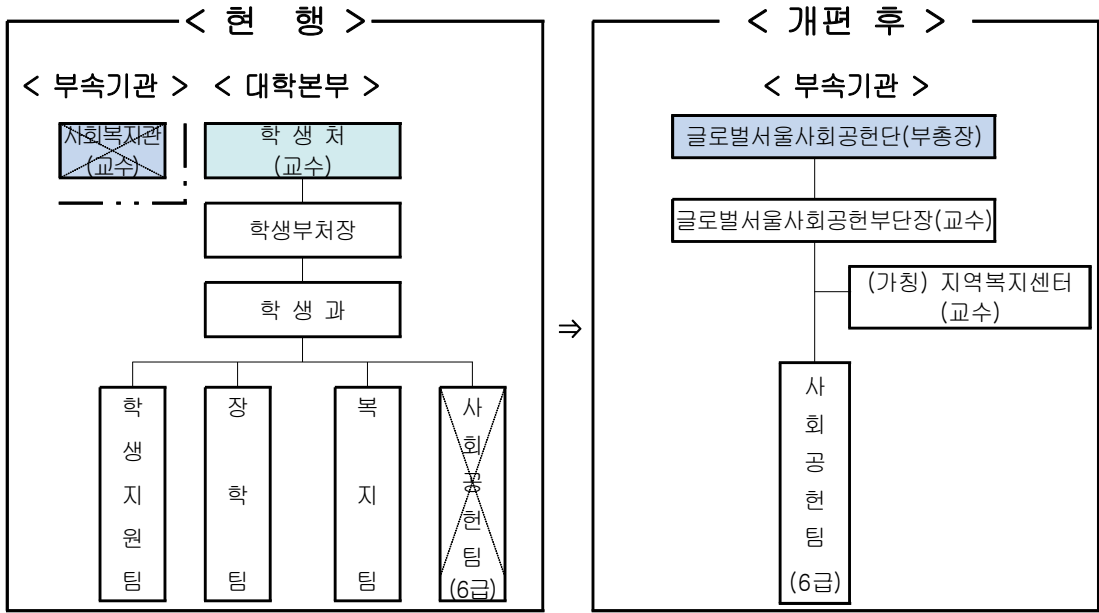 < 현 행 >
< 부속기관 >
< 대학본부 >
사회복지관
(교수)
학 생 처
(교수)
학생부처장
학 생 과
학생지원팀
장학팀
복지팀
사회공헌팀
(6급)
⇒
< 개편 후 >
< 부속기관 >
글로벌서울사회공헌단(부총장)
글로벌서울사회공헌부단장(교수)
(가칭) 지역복지센터
(교수)
사회공헌팀
(6급)